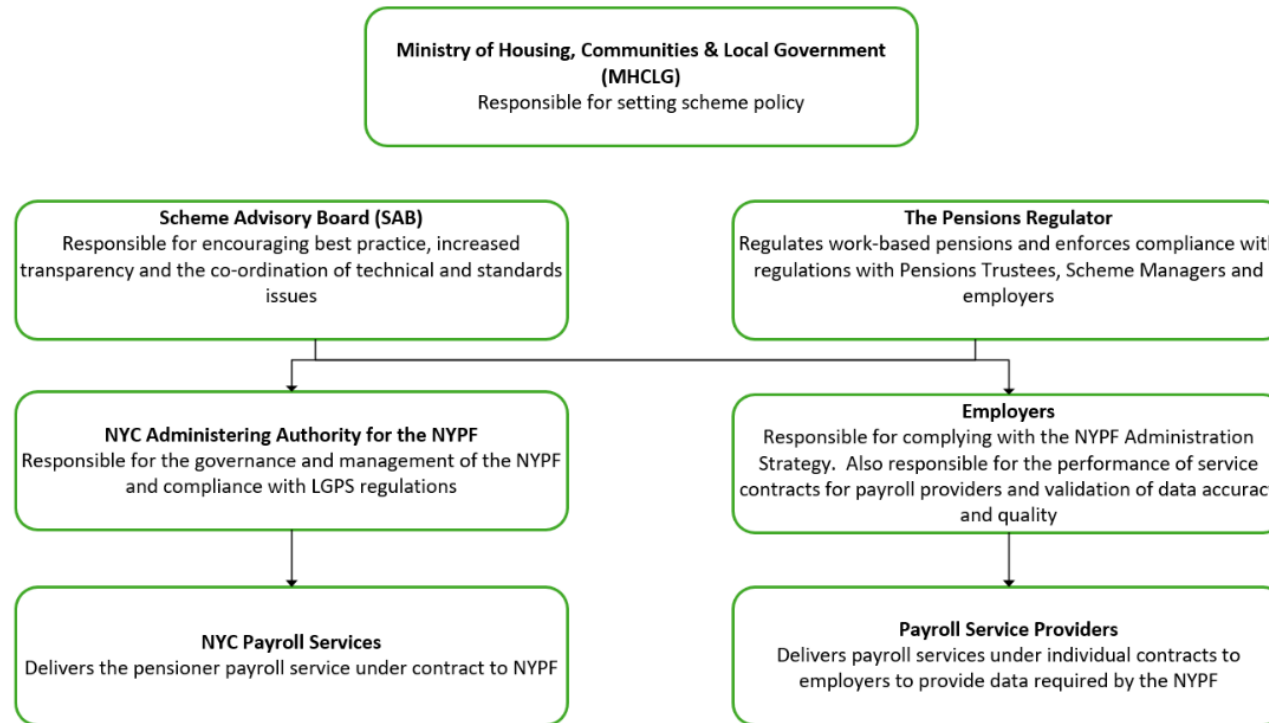 Ministry of Housing, Communities & Local Government
(MHCLG)
Responsible for setting scheme policy
Scheme Advisory Board (SAB)
Responsible for encouraging best practice, increased
transparency and the co-ordination of technical and standards
issues
The Pensions Regulator
Regulates work-based pensions and enforces compliance with
regulations with Pensions Trustees, Scheme Managers and
employers
NYC Administering Authority for the NYPF
Responsible for the governance and management of the NYPF
and compliance with LGPS regulations
Employers
Responsible for complying with the NYPF Administration
Strategy.  Also responsible for the performance of service
contracts for payroll providers and validation of data accurac
and quality
NYC Payroll Services
Delivers the pensioner payroll service under contract to NYPF
Payroll Service Providers
Delivers payroll services under individual contracts to
employers to provide data required by the NYPF